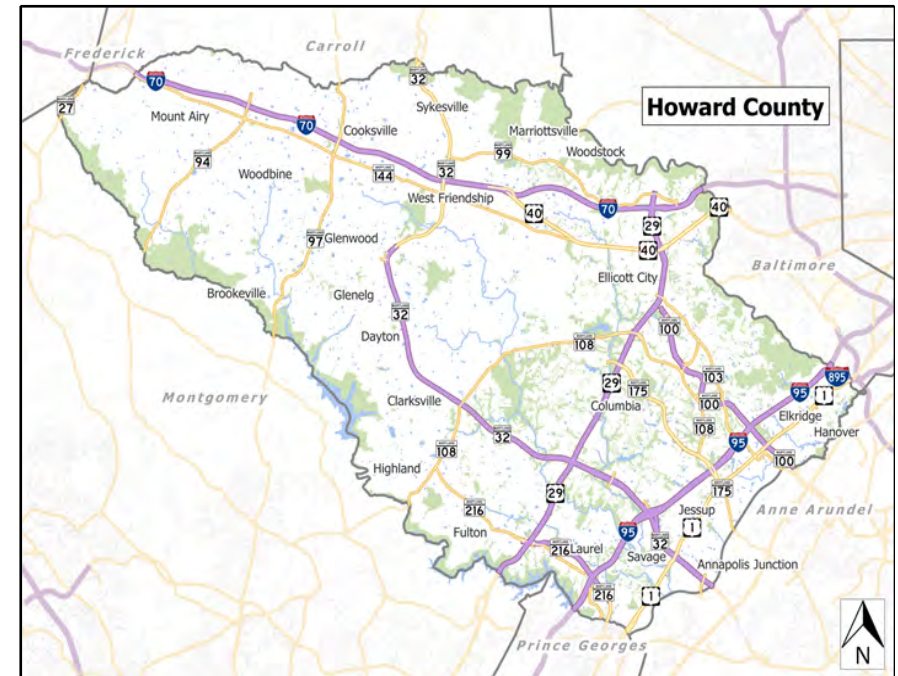 Frederick
Carroll
70
32
27
Mount Airy
Sykesville
Howard County
70
Cooksville
Marriottsville
94
99
Woodstock
Woodbine
144
32
West Friendship
40
70
40
29
97
Glenwood
40
Ellicott City
Baltimore
Brookeville
Glenelg
32
100
Dayton
108
103
895
29
175
95
1
Montgomery
Clarksville
Columbia
100
Elkridge
108
Hanover
32
95
108
100
Highland
29
175
216
Jessup
Anne Arundel
Fulton
1
95
216
Laurel
32
Savage
Annapolis Junction
216
1
Prince Georges
N